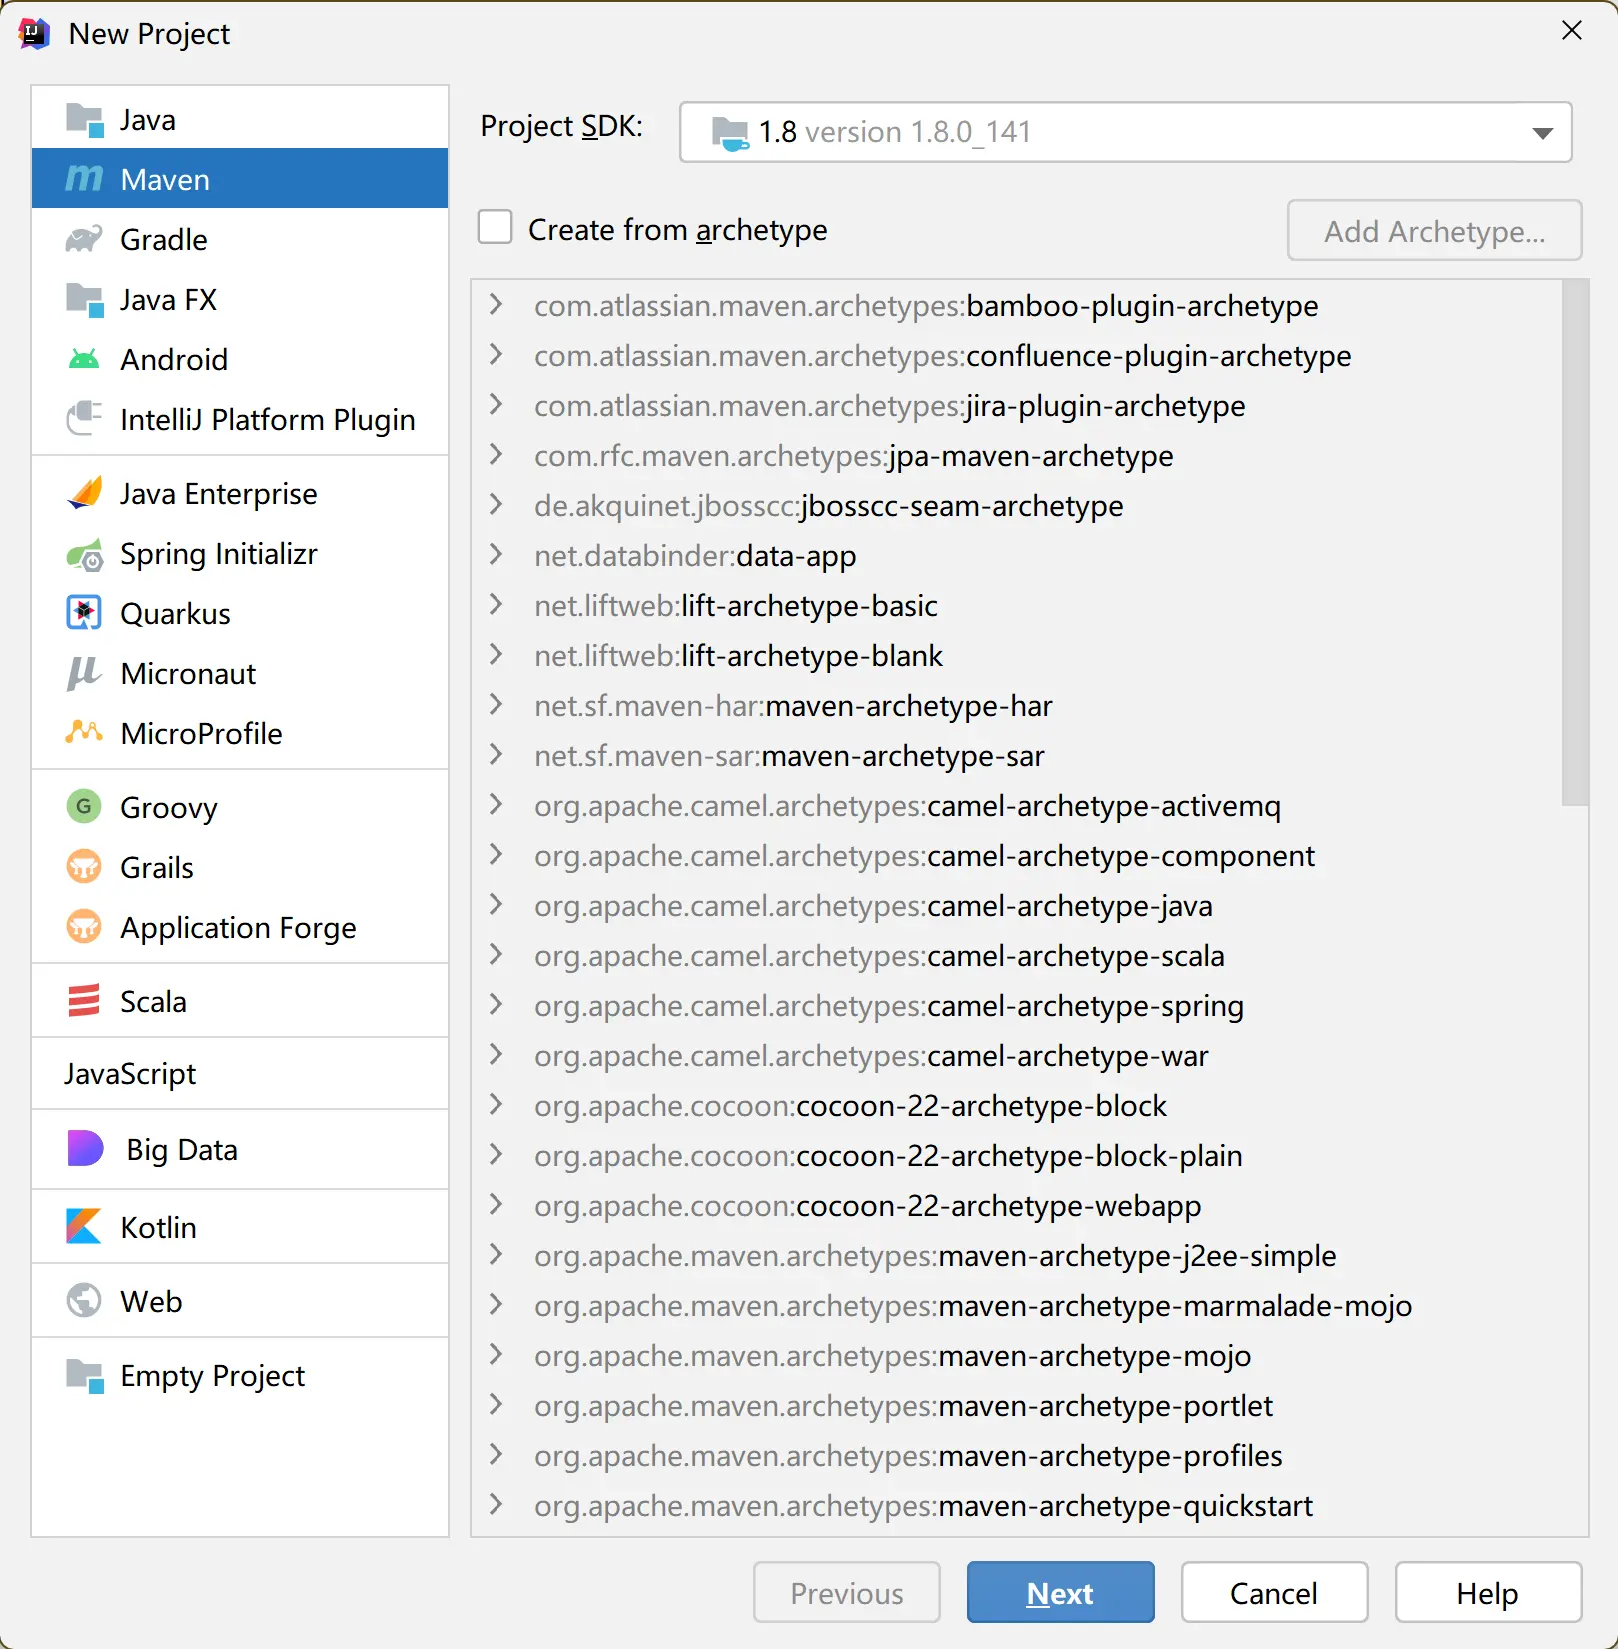 New Project
Java
Maven
Gradle
Java FX
Android
IntelliJ Platform Plugin
Java Enterprise
Spring Initializr
Quarkus
Micronaut
MicroProfile
Groovy
Grails
Application Forge
Scala
JavaScript
Big Data
Kotlin
Web
Empty Project
Project SDK: 1.8 version 1.8.0_141
Create from archetype Add Archetype...
com.atlassian.maven.archetypes:bamboo-plugin-archetype
com.atlassian.maven.archetypes:confluence-plugin-archetype
com.atlassian.maven.archetypes:jira-plugin-archetype
com.rfc.maven.archetypes:jpa-maven-archetype
de.akquinet.jbosscc:jbosscc-seam-archetype
net.databinder:data-app
net.liftweb:lift-archetype-basic
net.liftweb:lift-archetype-blank
net.sf.maven-har:maven-archetype-har
net.sf.maven-sar:maven-archetype-sar
org.apache.camel.archetypes:camel-archetype-activemq
org.apache.camel.archetypes:camel-archetype-component
org.apache.camel.archetypes:camel-archetype-java
org.apache.camel.archetypes:camel-archetype-scala
org.apache.camel.archetypes:camel-archetype-spring
org.apache.camel.archetypes:camel-archetype-war
org.apache.cocoon:cocoon-22-archetype-block
org.apache.cocoon:cocoon-22-archetype-block-plain
org.apache.cocoon:cocoon-22-archetype-webapp
org.apache.maven.archetypes:maven-archetype-j2ee-simple
org.apache.maven.archetypes:maven-archetype-marmalade-mojo
org.apache.maven.archetypes:maven-archetype-mojo
org.apache.maven.archetypes:maven-archetype-portlet
org.apache.maven.archetypes:maven-archetype-profiles
org.apache.maven.archetypes:maven-archetype-quickstart
Previous Next Cancel Help